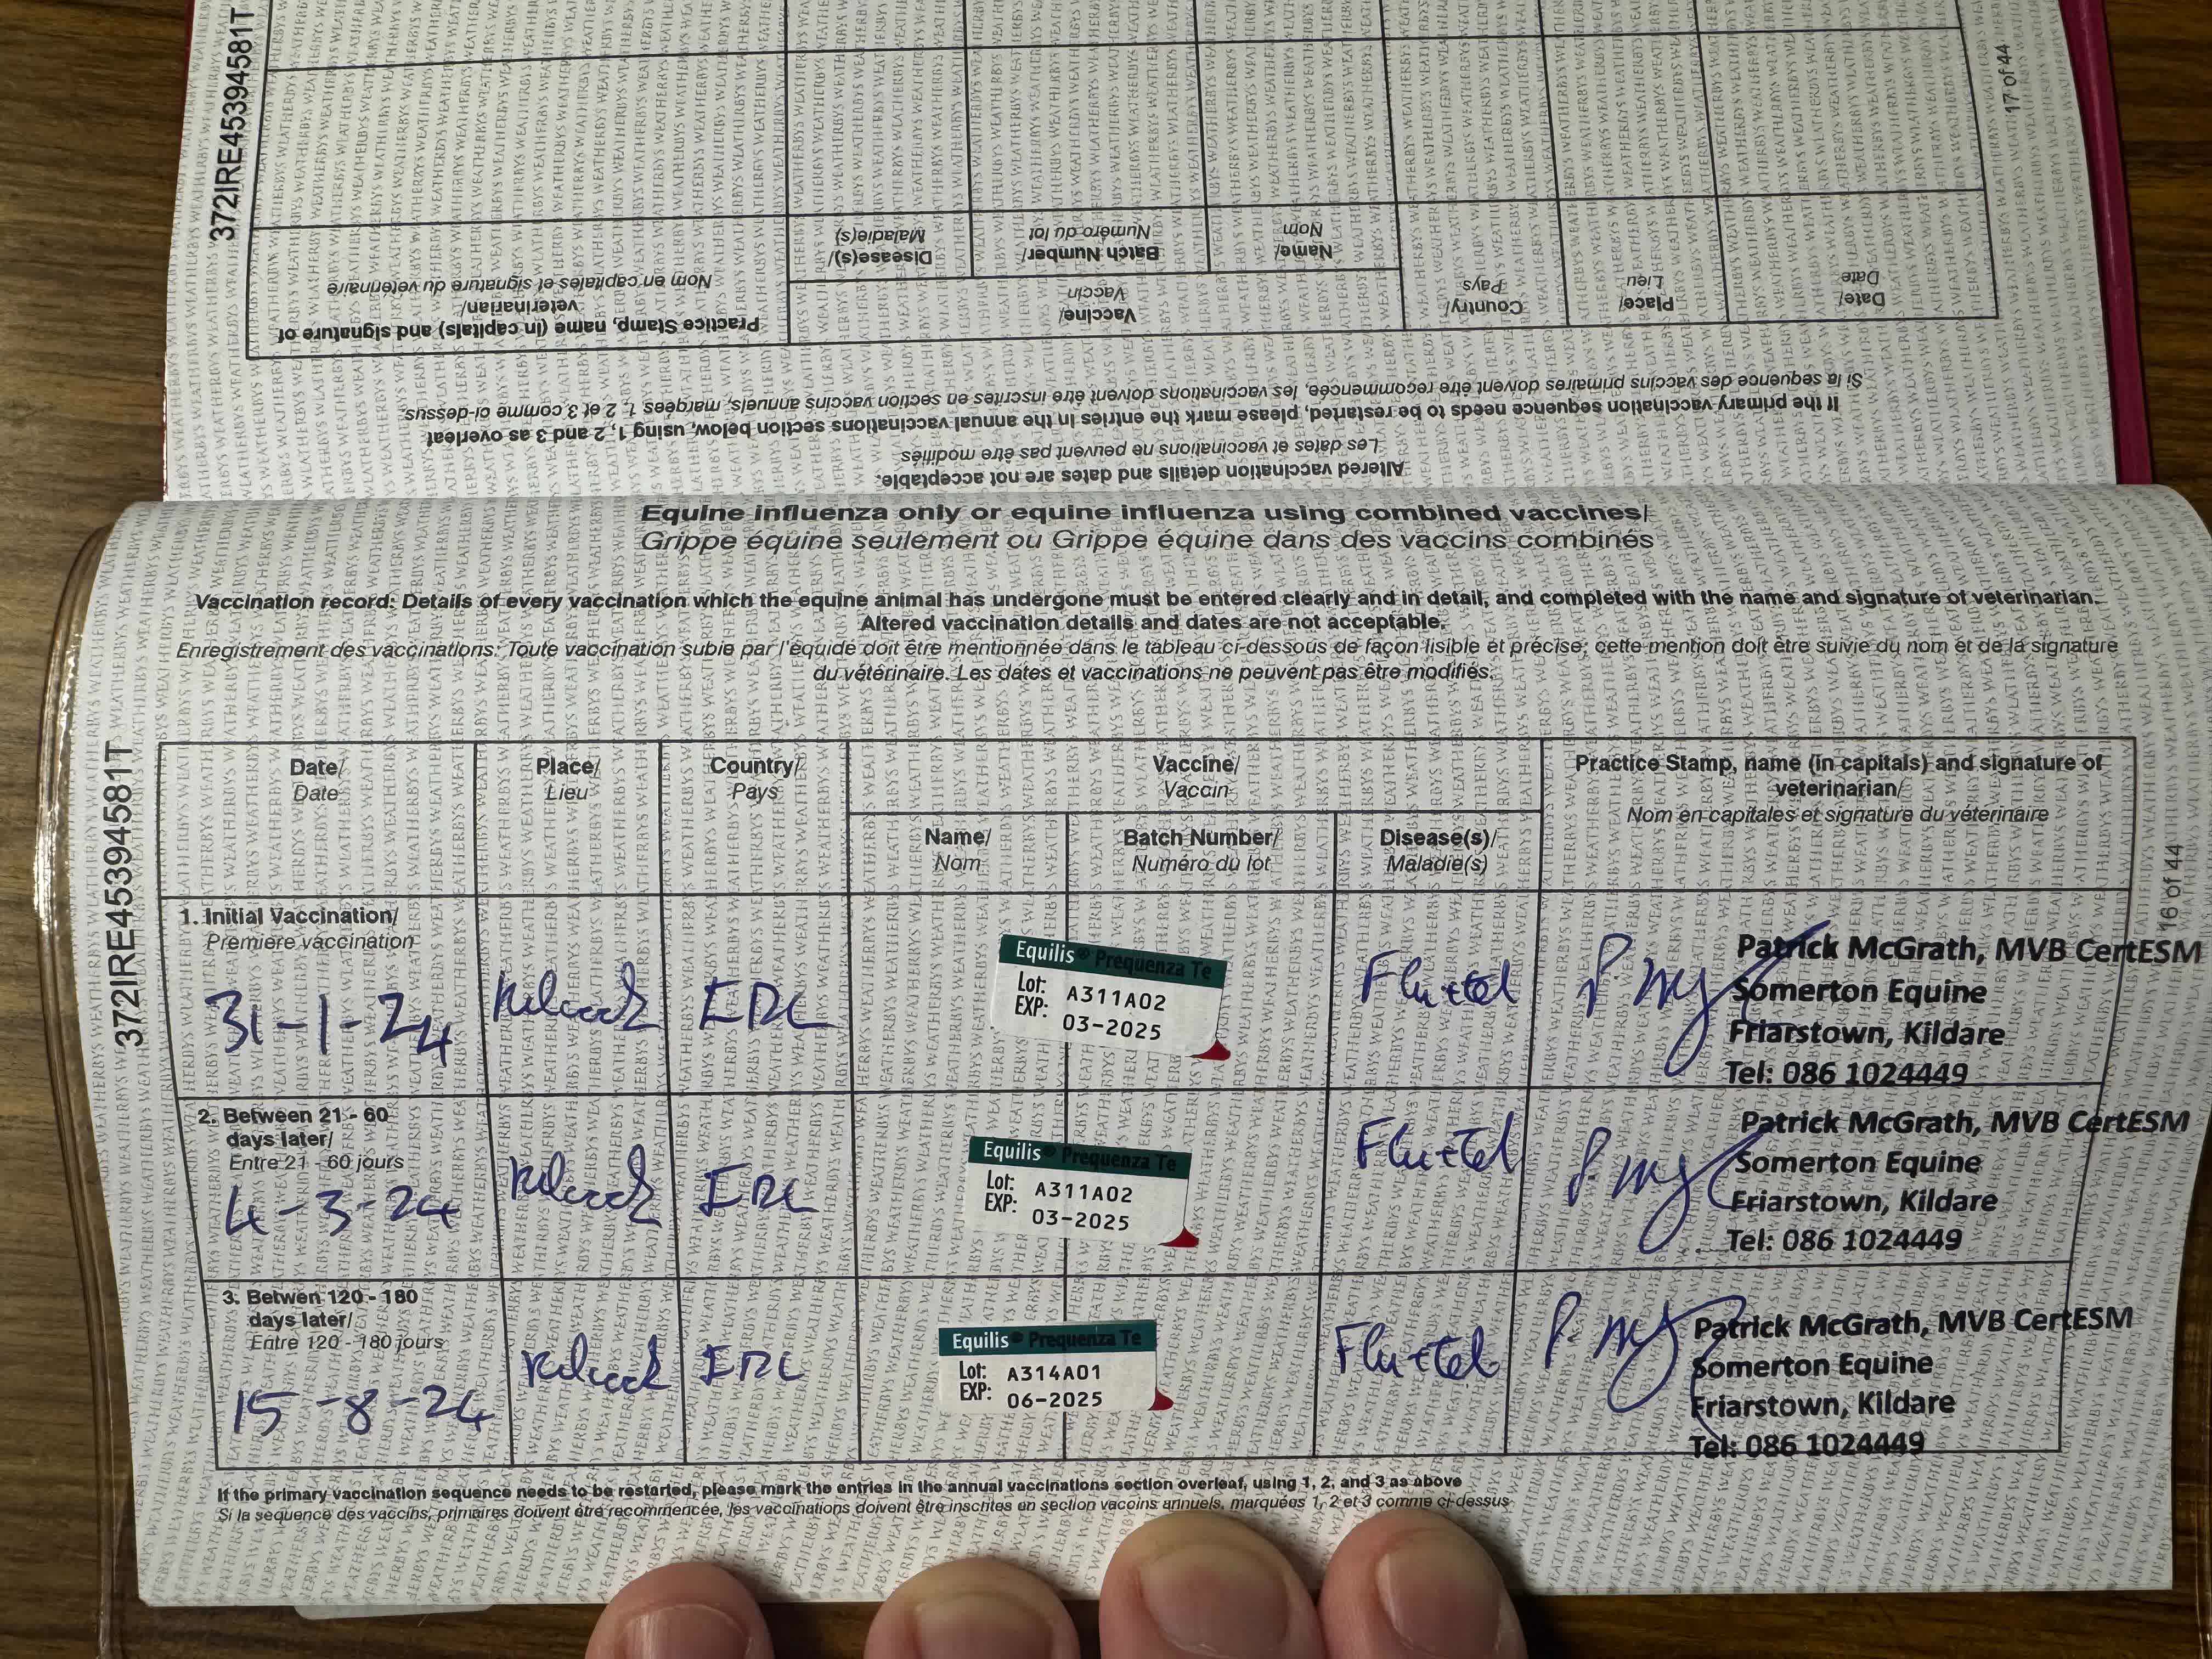 372IRE45394581T
17 of 44
Practice Stamp, name (in capitals) and signature of
veterinarian/
Nom en capitales et signature du vétérinaire
Vaccine/
Vaccin
Disease(s)/
Maladie(s)
Batch Number/
Numéro du lot
Name/
Nom
Country/
Pays
Place/
Lieu
Date/
Date
If the primary vaccination sequence needs to be restarted, please mark the entries in the annual vaccinations section below, using 1, 2 and 3 as overleaf
Si la sequence des vaccins primaires doivent être recommencée, les vaccinations doivent être inscrites en section vaccins annuels, marqées 1, 2 et 3 comme ci-dessus.
Altered vaccination details and dates are not acceptable.
Les dates et vaccinations ne peuvent pas être modifiés
Equine influenza only or equine influenza using combined vaccines/
Grippe équine seulement ou Grippe équine dans des vaccins combinés
Vaccination record: Details of every vaccination which the equine animal has undergone must be entered clearly and in detail, and completed with the name and signature of veterinarian.
Altered vaccination details and dates are not acceptable.
Enregistrement des vaccinations: Toute vaccination subie par l'équidé doit être mentionnée dans le tableau ci-dessous de façon lisible et précise; cette mention doit être suivie du nom et de la signature
du vétérinaire. Les dates et vaccinations ne peuvent pas être modifiés.
372IRE45394581T
16 of 44
Date/
Date
Place/
Lieu
Country/
Pays
Vaccine/
Vaccin
Name/
Nom
Batch Number/
Numéro du lot
Disease(s)/
Maladie(s)
Practice Stamp, name (in capitals) and signature of
veterinarian/
Nom en capitales et signature du vétérinaire
1. Initial Vaccination/
Premiere vaccination
31-1-24
IRE
Equilis® Prequenza Te
Lot: A311A02
EXP: 03-2025
Flu+tet
Patrick McGrath, MVB CertESM
Somerton Equine
Friarstown, Kildare
Tel: 086 1024449
2. Between 21 - 60
days later/
Entre 21 - 60 jours
4-3-24
IRE
Equilis® Prequenza Te
Lot: A311A02
EXP: 03-2025
Flu+tet
Patrick McGrath, MVB CertESM
Somerton Equine
Friarstown, Kildare
Tel: 086 1024449
3. Betwen 120 - 180
days later/
Entre 120 - 180 jours
15-8-24
IRE
Equilis® Prequenza Te
Lot: A314A01
EXP: 06-2025
Flu+tet
Patrick McGrath, MVB CertESM
Somerton Equine
Friarstown, Kildare
Tel: 086 1024449
If the primary vaccination sequence needs to be restarted, please mark the entries in the annual vaccinations section overleaf, using 1, 2, and 3 as above
Si la sequence des vaccins, primaires doivent être recommencée, les vaccinations doivent être inscrites en section vaccins annuels, marquées 1, 2 et 3 comme ci-dessus